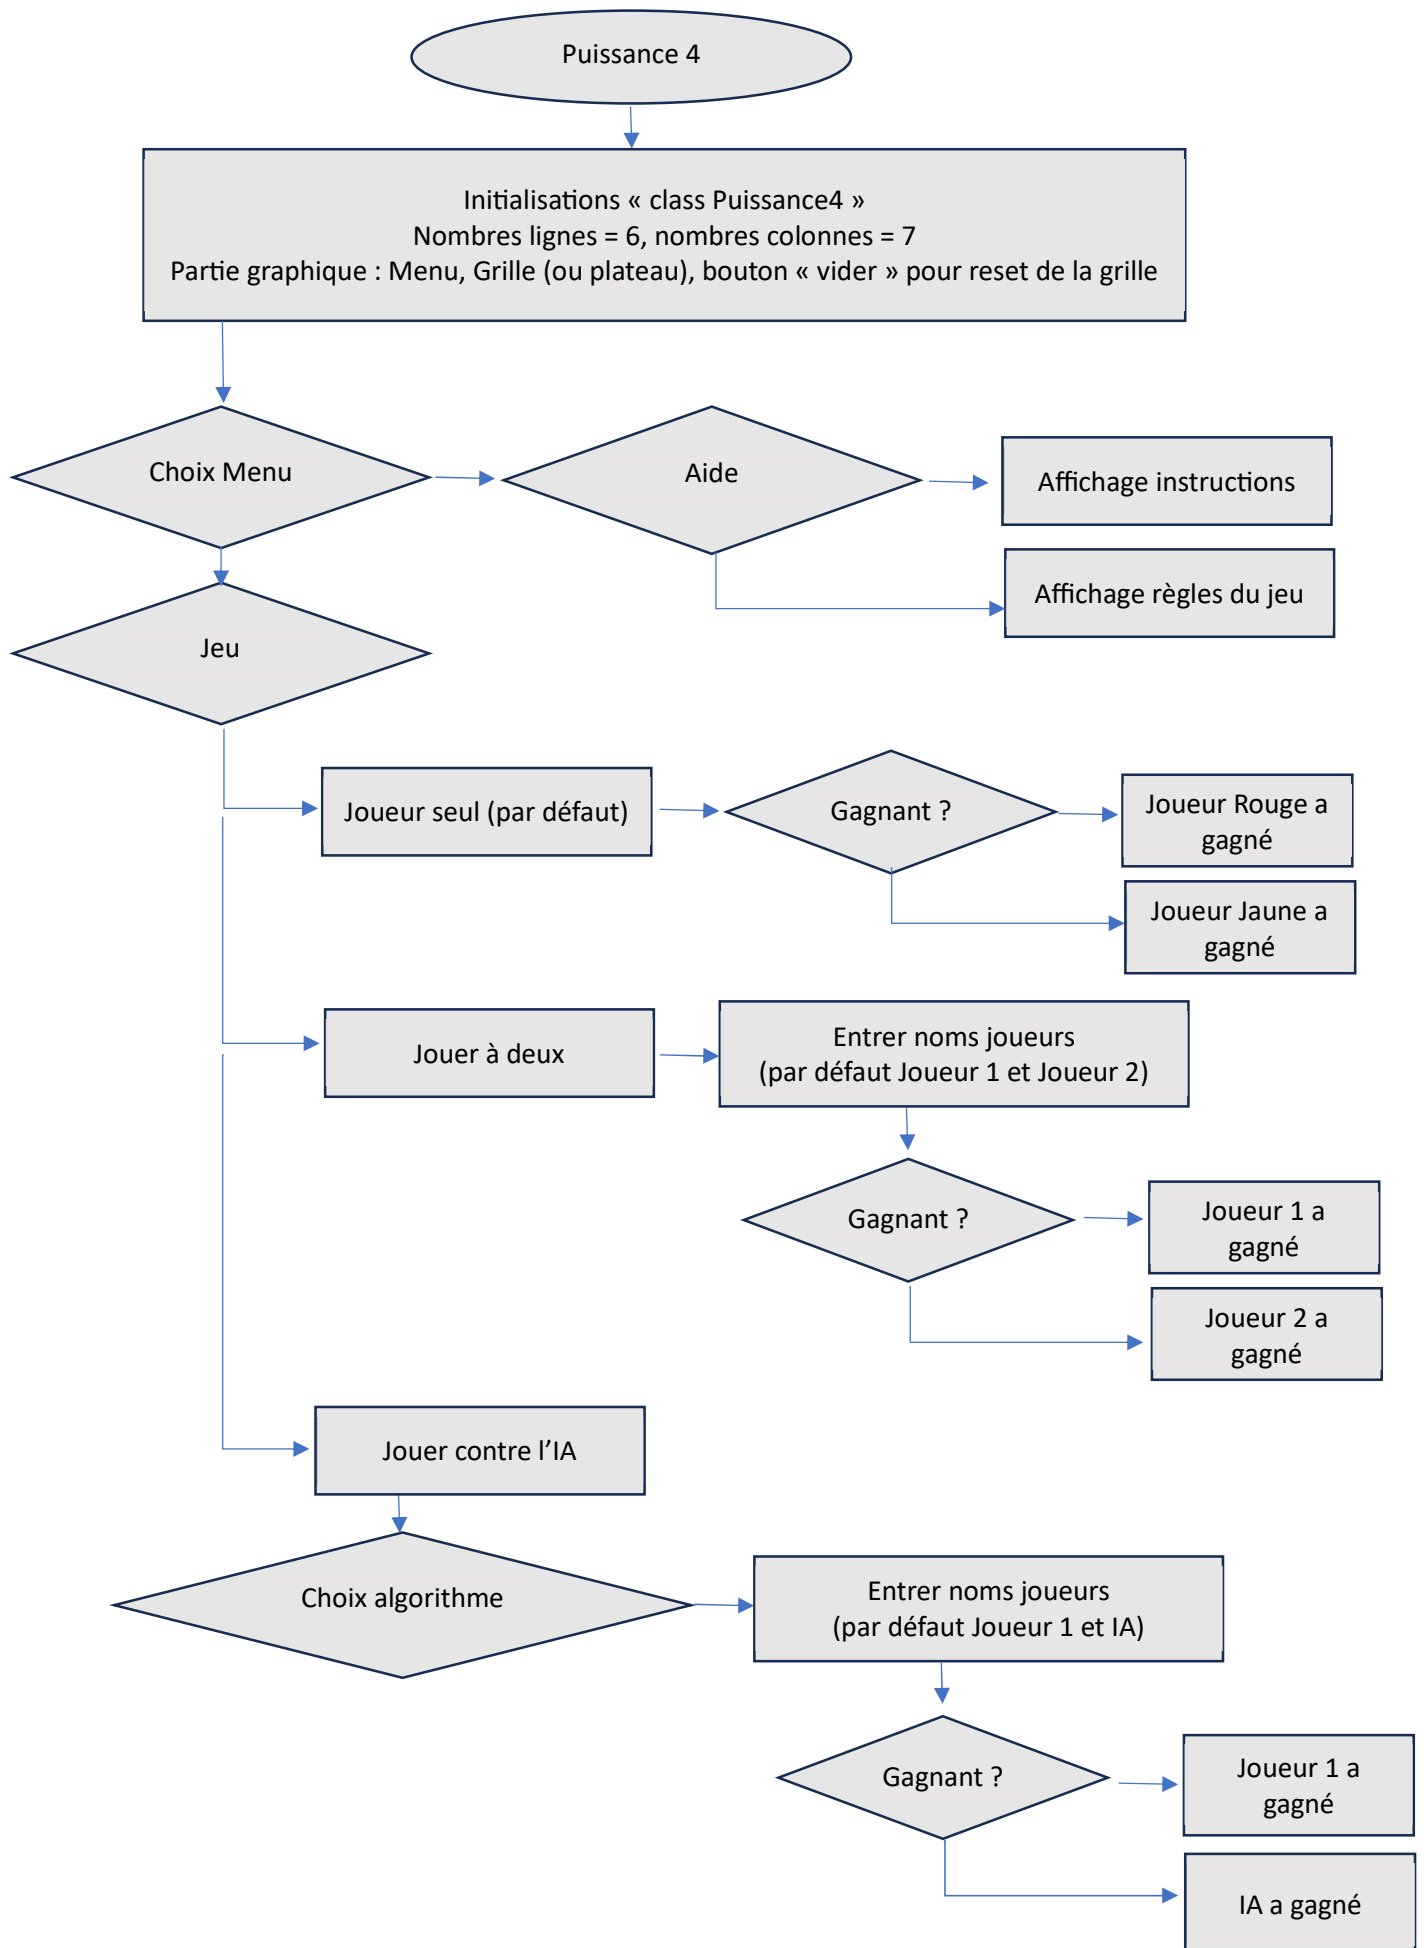 Puissance 4
Initialisations « class Puissance4 »
Nombres lignes = 6, nombres colonnes = 7
Partie graphique : Menu, Grille (ou plateau), bouton « vider » pour reset de la grille
Choix Menu
Aide
Affichage instructions
Affichage règles du jeu
Jeu
Joueur seul (par défaut)
Gagnant ?
Joueur Rouge a
gagné
Joueur Jaune a
gagné
Jouer à deux
Entrer noms joueurs
(par défaut Joueur 1 et Joueur 2)
Gagnant ?
Joueur 1 a
gagné
Joueur 2 a
gagné
Jouer contre l’IA
Choix algorithme
Entrer noms joueurs
(par défaut Joueur 1 et IA)
Gagnant ?
Joueur 1 a
gagné
IA a gagné